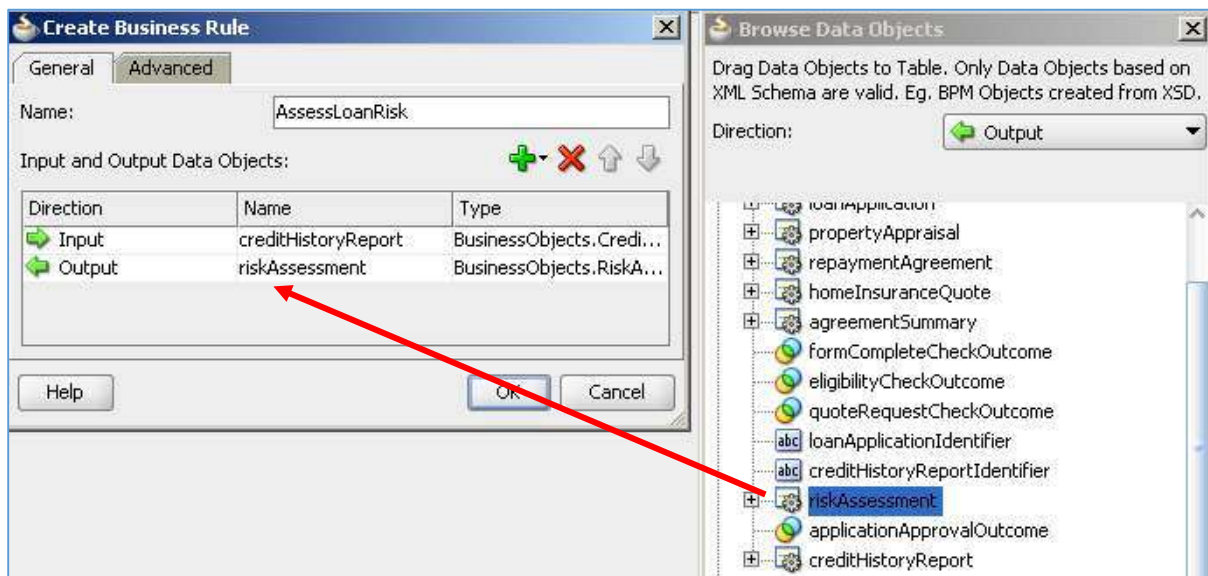 Create Business Rule
General Advanced
Name: AssessLoanRisk
Input and Output Data Objects:
Direction Name Type
Input creditHistoryReport BusinessObjects.Credi...
Output riskAssessment BusinessObjects.RiskA...
Help OK Cancel
Browse Data Objects
Drag Data Objects to Table. Only Data Objects based on
XML Schema are valid. Eg. BPM Objects created from XSD.
Direction: Output
loanApplication
propertyAppraisal
repaymentAgreement
homeInsuranceQuote
agreementSummary
formCompleteCheckOutcome
eligibilityCheckOutcome
quoteRequestCheckOutcome
abc loanApplicationIdentifier
abc creditHistoryReportIdentifier
riskAssessment
applicationApprovalOutcome
creditHistoryReport